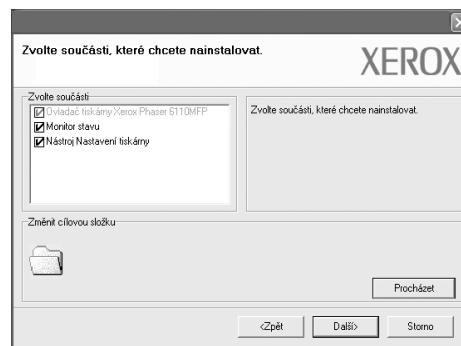 Zvolte součásti, které chcete nainstalovat.
XEROX
Zvolte součásti
Ovladač tiskárny Xerox Phaser 6110MFP
Monitor stavu
Nástroj Nastavení tiskárny
Zvolte součásti, které chcete nainstalovat.
Změnit cílovou složku
Procházet
<Zpět
Další>
Storno